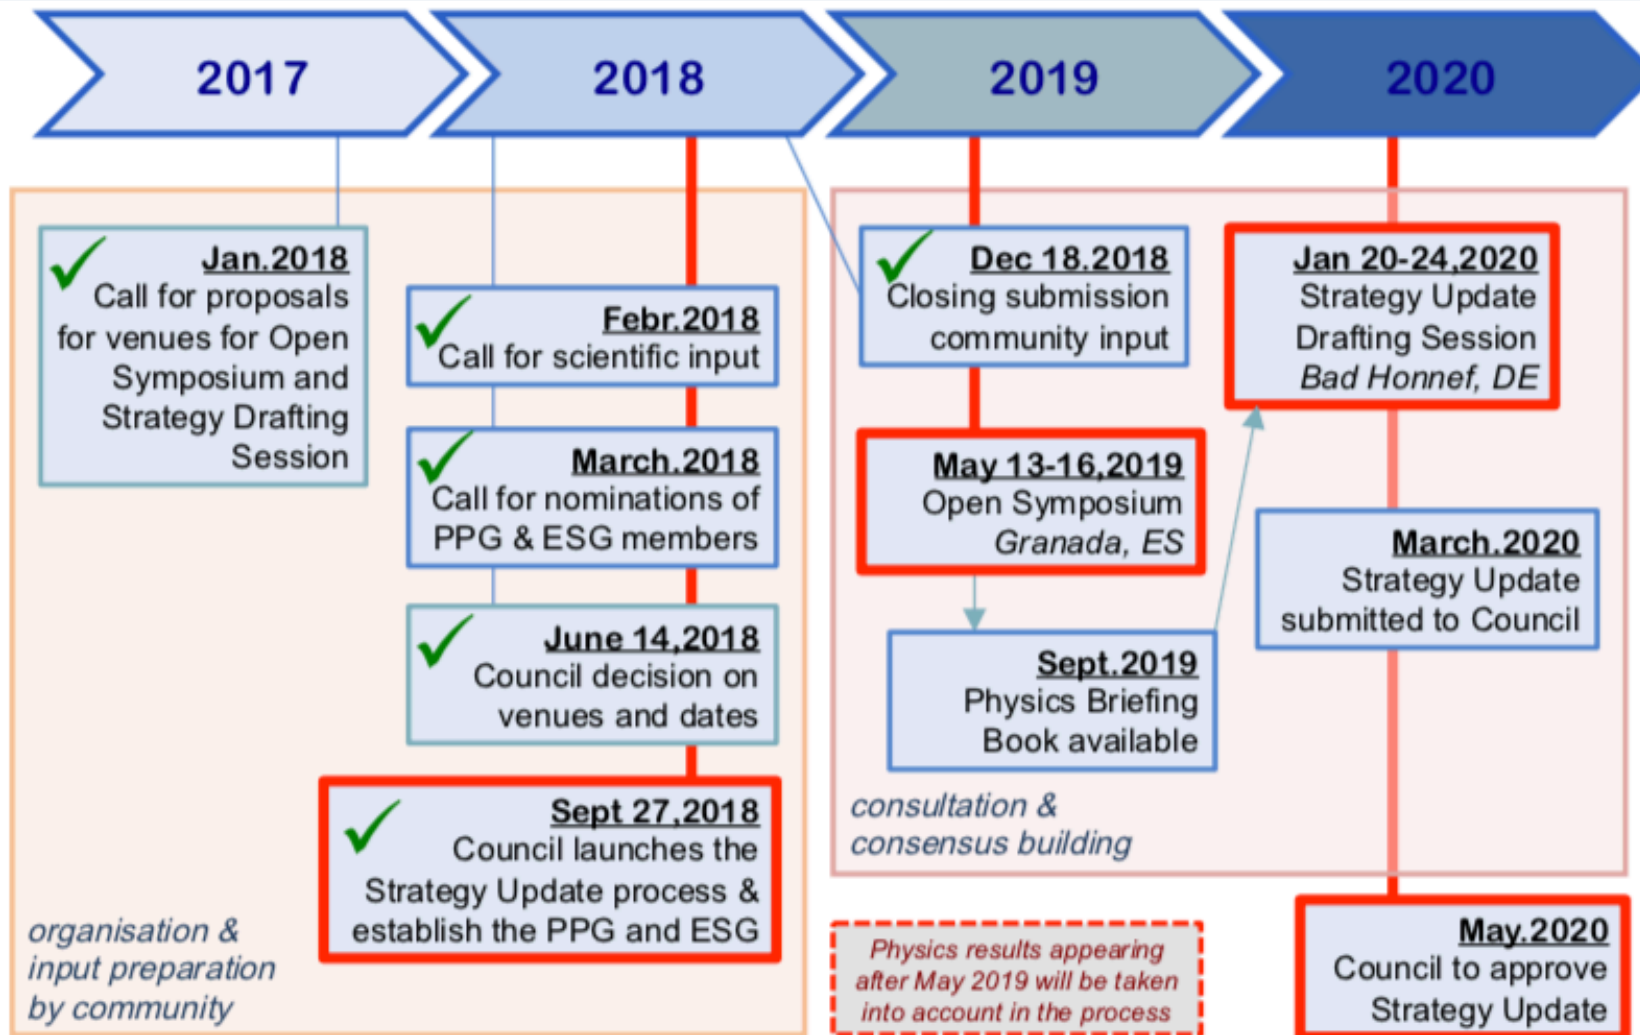 2017
2018
2019
2020
Jan.2018
Call for proposals
for venues for Open
Symposium and
Strategy Drafting
Session
Febr.2018
Call for scientific input
March.2018
Call for nominations of
PPG & ESG members
June 14,2018
Council decision on
venues and dates
Sept 27,2018
Council launches the
Strategy Update process &
establish the PPG and ESG
organisation &
input preparation
by community
Dec 18.2018
Closing submission
community input
May 13-16,2019
Open Symposium
Granada, ES
Sept.2019
Physics Briefing
Book available
consultation &
consensus building
Jan 20-24,2020
Strategy Update
Drafting Session
Bad Honnef, DE
March.2020
Strategy Update
submitted to Council
Physics results appearing
after May 2019 will be taken
into account in the process
May.2020
Council to approve
Strategy Update